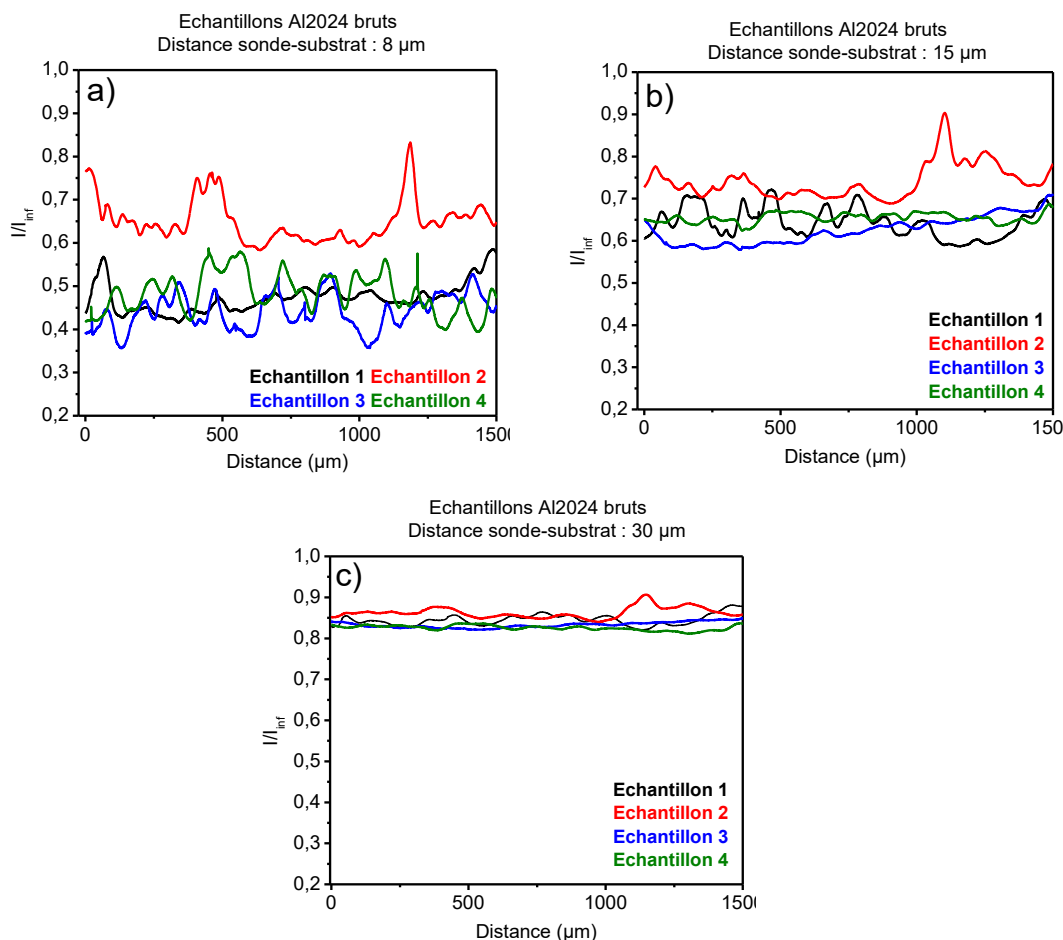 Echantillons Al2024 bruts
Distance sonde-substrat : 8 µm
a)
1,0
0,9
0,8
0,7
0,6
0,5
0,4
0,3
0,2
I/Iinf
Echantillon 1 Echantillon 2
Echantillon 3 Echantillon 4
0 500 1000 1500
Distance (µm)
Echantillons Al2024 bruts
Distance sonde-substrat : 15 µm
b)
1,0
0,9
0,8
0,7
0,6
0,5
0,4
0,3
0,2
I/Iinf
Echantillon 1
Echantillon 2
Echantillon 3
Echantillon 4
0 500 1000 1500
Distance (µm)
Echantillons Al2024 bruts
Distance sonde-substrat : 30 µm
c)
1,0
0,9
0,8
0,7
0,6
0,5
0,4
0,3
0,2
I/Iinf
Echantillon 1
Echantillon 2
Echantillon 3
Echantillon 4
0 500 1000 1500
Distance (µm)